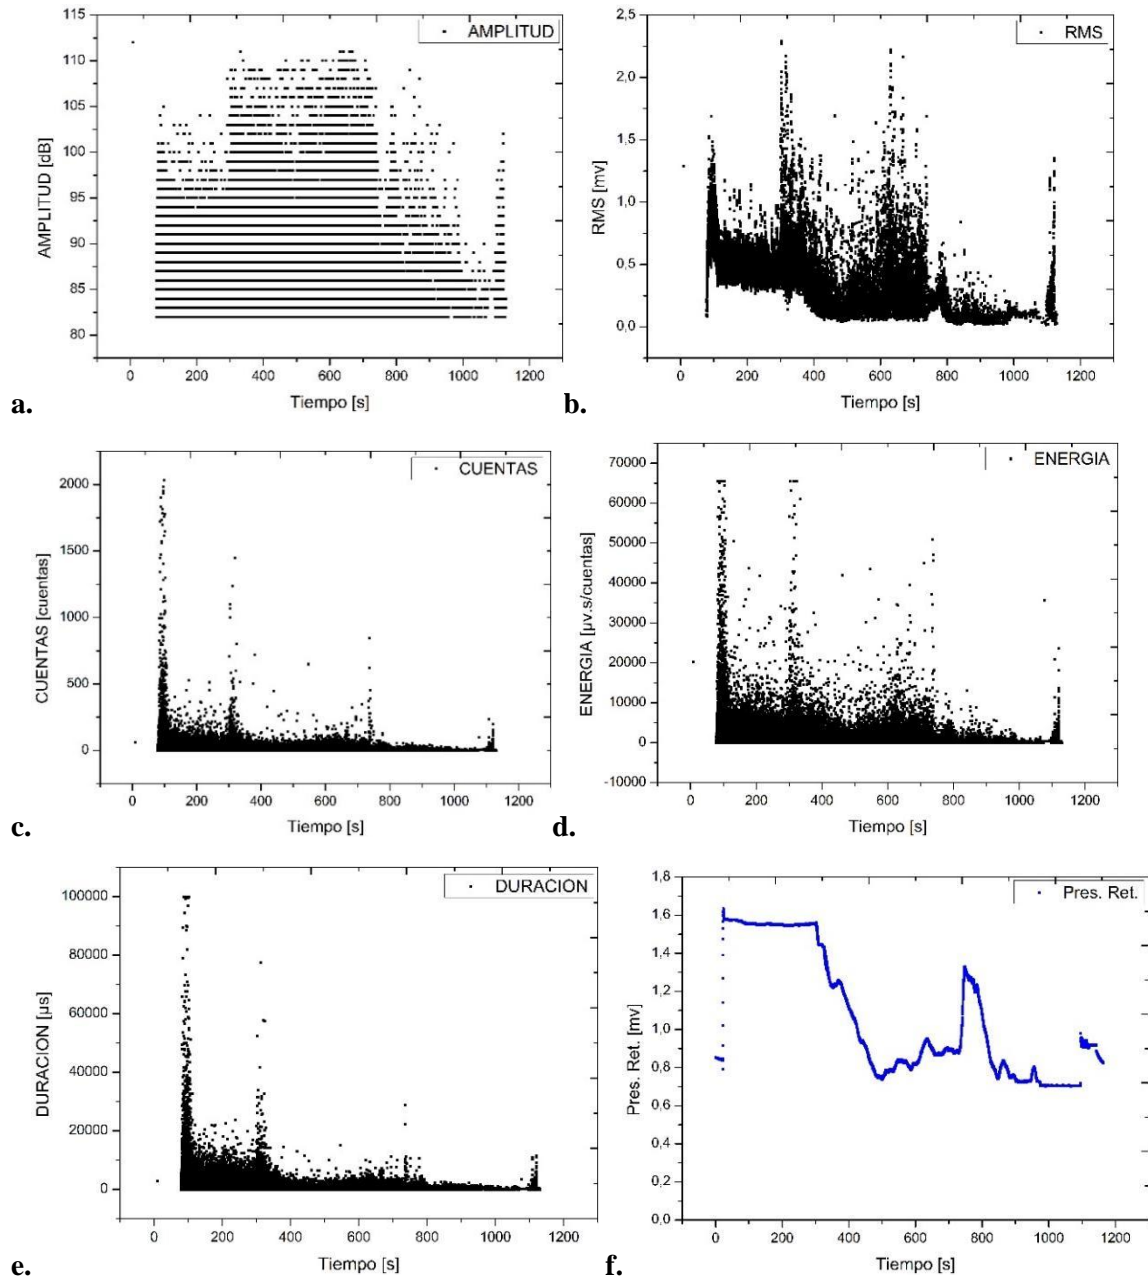 AMPLITUD
115
110
105
100
95
90
85
80
AMPLITUD [dB]
0 200 400 600 800 1000 1200
Tiempo [s]
a.
RMS
2,5
2,0
1,5
1,0
0,5
0,0
RMS [mv]
0 200 400 600 800 1000 1200
Tiempo [s]
b.
CUENTAS
2000
1500
1000
500
0
CUENTAS [cuentas]
0 200 400 600 800 1000 1200
Tiempo [s]
c.
ENERGIA
70000
60000
50000
40000
30000
20000
10000
0
-10000
ENERGIA [µv.s/cuentas]
0 200 400 600 800 1000 1200
Tiempo [s]
d.
DURACION
100000
80000
60000
40000
20000
0
DURACION [µs]
0 200 400 600 800 1000 1200
Tiempo [s]
e.
Pres. Ret.
1,8
1,6
1,4
1,2
1,0
0,8
0,6
0,4
0,2
0,0
Pres. Ret. [mv]
0 200 400 600 800 1000 1200
Tiempo [s]
f.